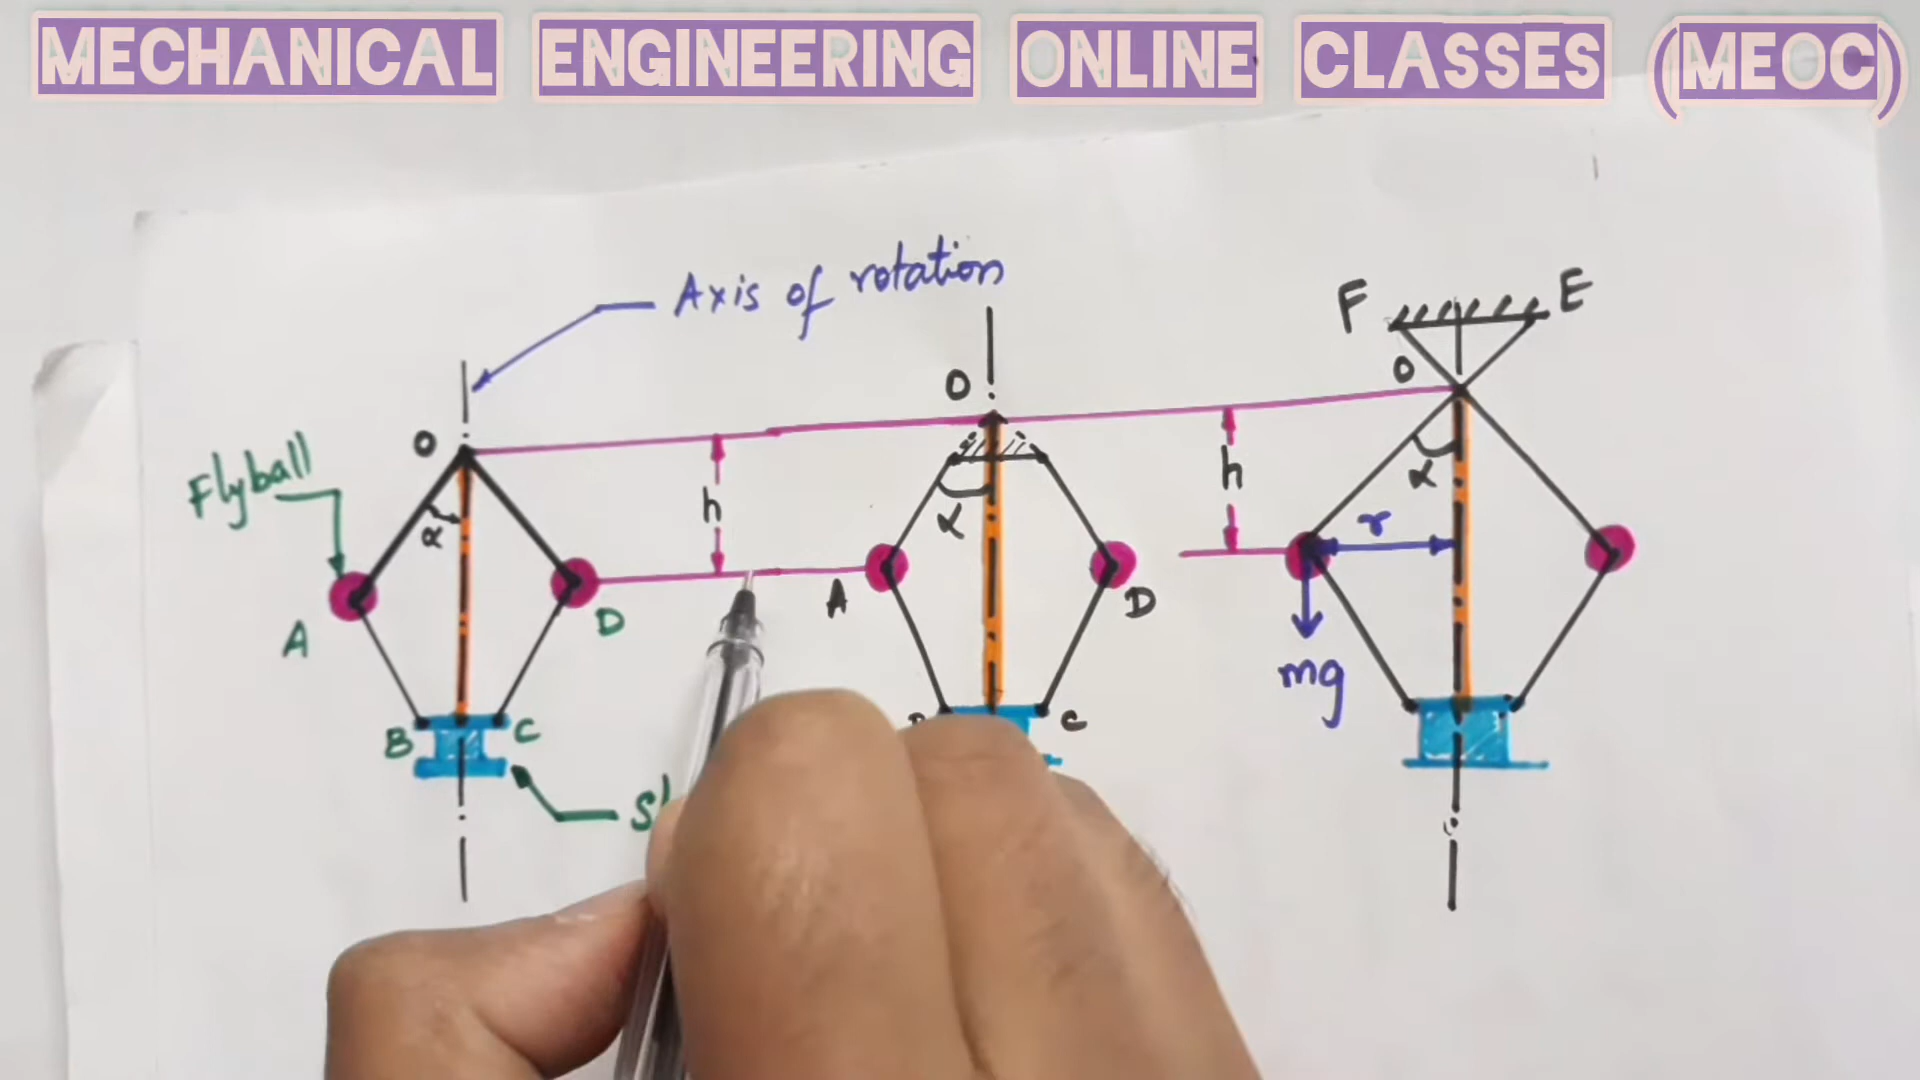 MECHANICAL ENGINEERING ONLINE CLASSES (MEOC)
Axis of rotation
F E
O O O
Flyball
h h
α α α
r
A D A D
mg
B C C